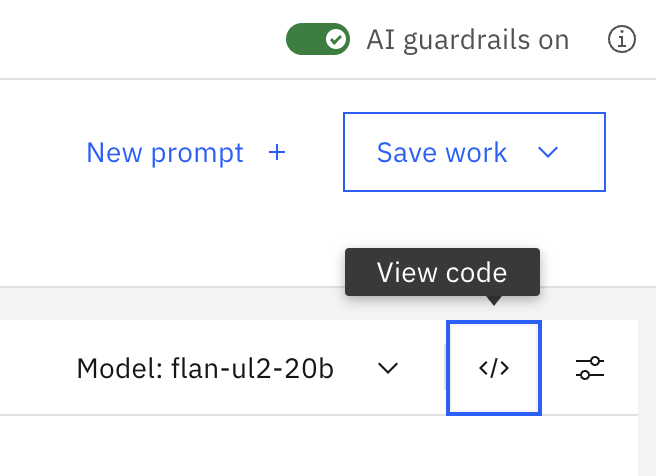 AI guardrails on
New prompt +
Save work
View code
Model: flan-ul2-20b
</>